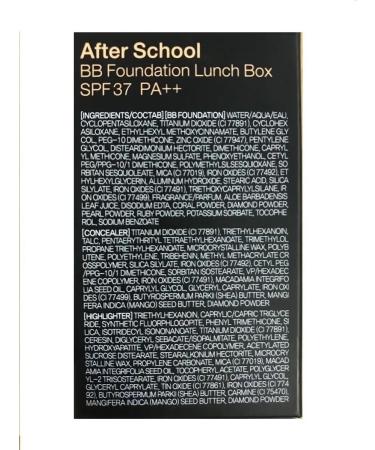 After School
BB Foundation Lunch Box
SPF 37 PA++
[INGREDIENTS/COCTAB] [BB FOUNDATION] WATER/AQUA/EAU,
CYCLOPENTASILOXANE, TITANIUM DIOXIDE (CI 77891), CYCLOHEX
ASILOXANE, ETHYLHEXYL METHOXYCINNAMATE, BUTYLENE GLY
COL, PEG-10 DIMETHICONE, ZINC OXIDE (CI 77947), PENTYLENE
GLYCOL, DISTEARDIMONIUM HECTORITE, DIMETHICONE, CAPRYL
YL METHICONE, MAGNESIUM SULFATE, PHENOXYETHANOL, CETYL
PEG/PPG-10/1 DIMETHICONE, POLYMETHYLSILSESQUIOXANE, SO
RBITAN SESQUIOLEATE, MICA (CI 77019), IRON OXIDES (CI 77492), ET
HYLHEXYLGLYCERIN, ALUMINUM HYDROXIDE, STEARIC ACID, SILICA
SILYLATE, IRON OXIDES (CI 77491), TRIETHOXYCAPRYLYLSILANE, IR
ON OXIDES (CI 77499), FRAGRANCE/PARFUM, ALOE BARBADENSIS
LEAF JUICE, DISODIUM EDTA, CORAL POWDER, DIAMOND POWDER,
PEARL POWDER, RUBY POWDER, POTASSIUM SORBATE, TOCOPHE
ROL, SODIUM BENZOATE
[CONCEALER] TITANIUM DIOXIDE (CI 77891), TRIETHYLHEXANOIN,
TALC, PENTAERYTHRITYL TETRAETHYLHEXANOATE, TRIMETHYLOL
PROPANE TRIETHYLHEXANOATE, MICROCRYSTALLINE WAX, POLYB
UTENE, POLYETHYLENE, TRIBEHENIN, METHYL METHACRYLATE CR
OSSPOLYMER, SILICA SILYLATE, IRON OXIDES (CI 77492), CETYL PEG
/PPG-10/1 DIMETHICONE, SORBITAN ISOSTEARATE, VP/HEXADEC
ENE COPOLYMER, IRON OXIDES (CI 77491), MACADAMIA INTEGRIFO
LIA SEED OIL, CAPRYLYL GLYCOL, GLYCERYL CAPRYLATE, IRON OXI
DES (CI 77499), BUTYROSPERMUM PARKII (SHEA) BUTTER, MANGI
FERA INDICA (MANGO) SEED BUTTER, DIAMOND POWDER
[HIGHLIGHTER] TRIETHYLHEXANOIN, CAPRYLIC/CAPRIC TRIGLYCE
RIDE, SYNTHETIC FLUORPHLOGOPITE, PHENYL TRIMETHICONE, SI
LICA, ISOTRIDECYL ISONONANOATE, TITANIUM DIOXIDE (CI 77891),
CERESIN, DIGLYCERYL SEBACATE/ISOPALMITATE, POLYETHYLENE,
HYDROXYAPATITE, VP/HEXADECENE COPOLYMER, ACETYLATED
SUCROSE DISTEARATE, STEARALKONIUM HECTORITE, MICROCRY
STALLINE WAX, PROPYLENE CARBONATE, MICA (CI 77019), MACAD
AMIA INTEGRIFOLIA SEED OIL, TOCOPHERYL ACETATE, POLYGLYCER
YL-2 TRIISOSTEARATE, IRON OXIDES (CI 77491), CAPRYLYL GLYCOL,
GLYCERYL CAPRYLATE, TIN OXIDE (CI 77861), IRON OXIDES (CI 774
92), BUTYROSPERMUM PARKII (SHEA) BUTTER, CARMINE (CI 75470),
MANGIFERA INDICA (MANGO) SEED BUTTER, DIAMOND POWDER